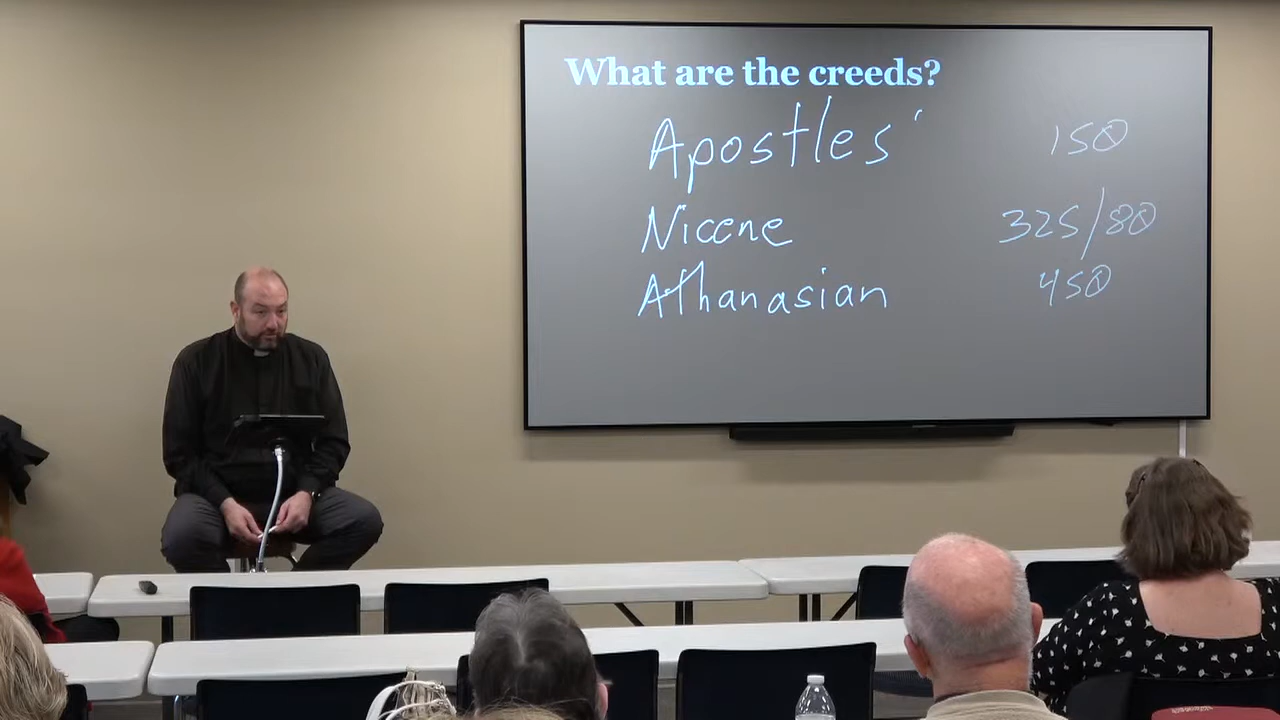 What are the creeds?
Apostles' 150
Nicene 325/80
Athanasian 450